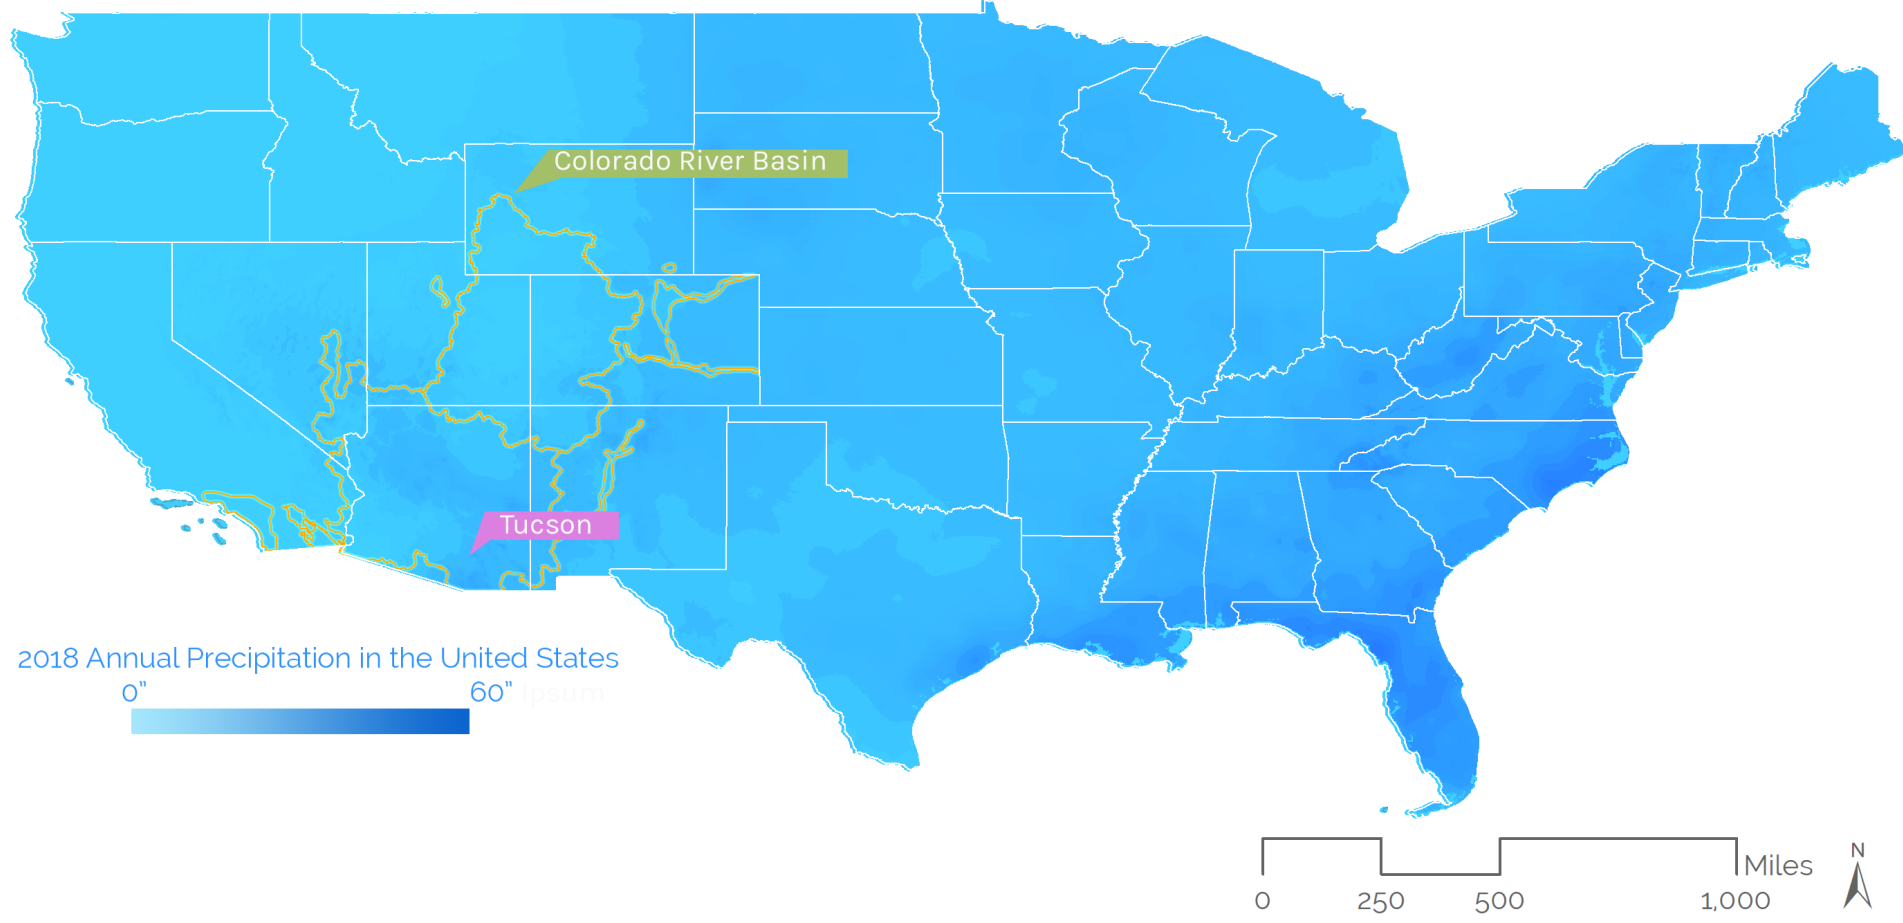 Colorado River Basin
Tucson
2018 Annual Precipitation in the United States
0” 60” Ipsum
N
Miles
0 250 500 1,000